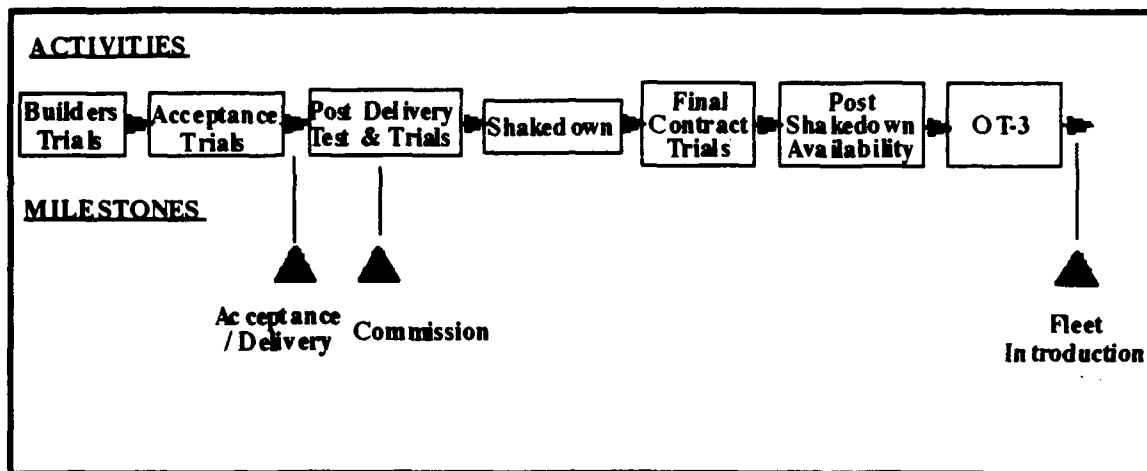 ACTIVITIES
Builders
Trials
Acceptance
Trials
Post Delivery
Test & Trials
Shakedown
Final
Contract
Trials
Post
Shakedown
Availability
OT-3
MILESTONES
Acceptance
/ Delivery
Commission
Fleet
Introduction